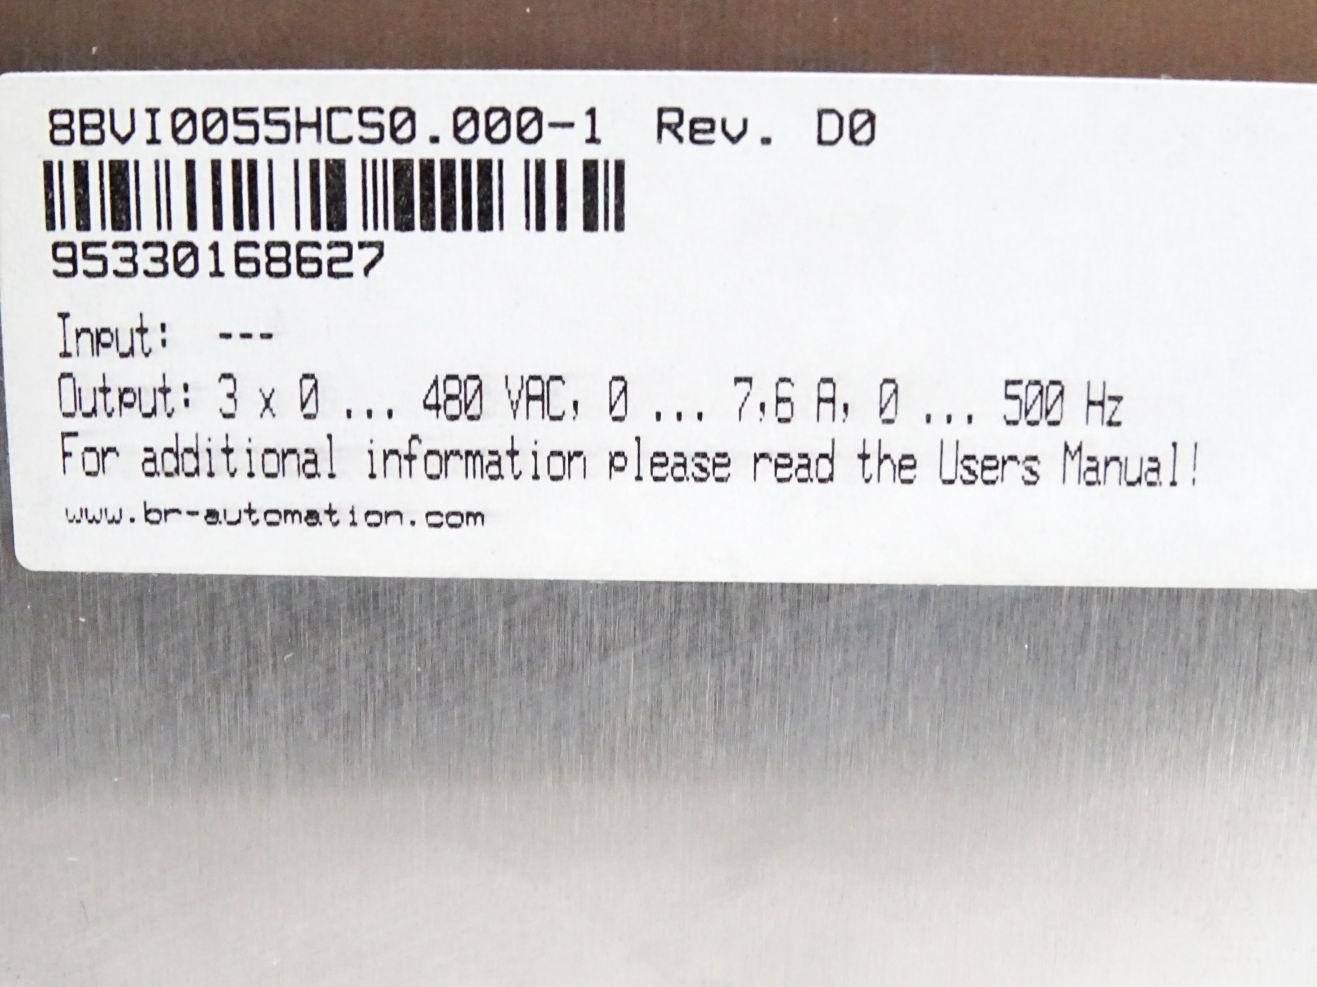 8BVI0055HCS0.000-1 Rev. D0
95330168627
Input: ---
Output: 3 x 0 ... 480 VAC, 0 ... 7,6 A, 0 ... 500 Hz
For additional information please read the Users Manual!
www.br-automation.com